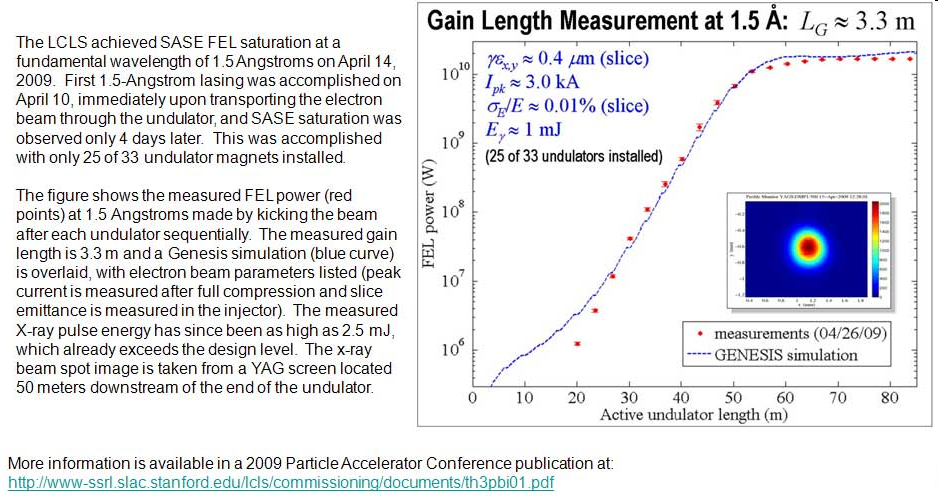 The LCLS achieved SASE FEL saturation at a
fundamental wavelength of 1.5 Angstroms on April 14,
2009. First 1.5-Angstrom lasing was accomplished on
April 10, immediately upon transporting the electron
beam through the undulator, and SASE saturation was
observed only 4 days later. This was accomplished
with only 25 of 33 undulator magnets installed.
The figure shows the measured FEL power (red
points) at 1.5 Angstroms made by kicking the beam
after each undulator sequentially. The measured gain
length is 3.3 m and a Genesis simulation (blue curve)
is overlaid, with electron beam parameters listed (peak
current is measured after full compression and slice
emittance is measured in the injector). The measured
X-ray pulse energy has since been as high as 2.5 mJ,
which already exceeds the design level. The x-ray
beam spot image is taken from a YAG screen located
50 meters downstream of the end of the undulator.
Gain Length Measurement at 1.5 Å: L_G ≈ 3.3 m
γε_x,y ≈ 0.4 μm (slice)
I_pk ≈ 3.0 kA
σ_E/E ≈ 0.01% (slice)
E_γ ≈ 1 mJ
(25 of 33 undulators installed)
FEL power (W)
10^10
10^9
10^8
10^7
10^6
measurements (04/26/09)
GENESIS simulation
0 10 20 30 40 50 60 70 80
Active undulator length (m)
More information is available in a 2009 Particle Accelerator Conference publication at:
http://www-ssrl.slac.stanford.edu/lcls/commissioning/documents/th3pbi01.pdf